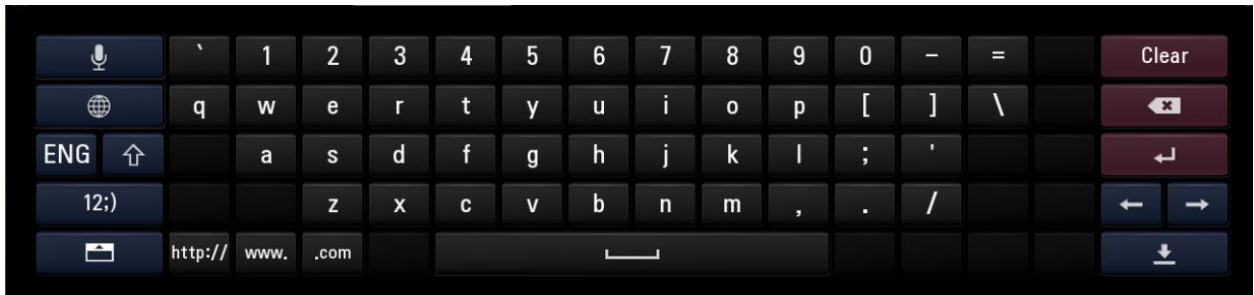 ` 1 2 3 4 5 6 7 8 9 0 - = Clear
q w e r t y u i o p [ ] \
ENG a s d f g h j k l ; '
12;) z x c v b n m , . /
http:// www. .com